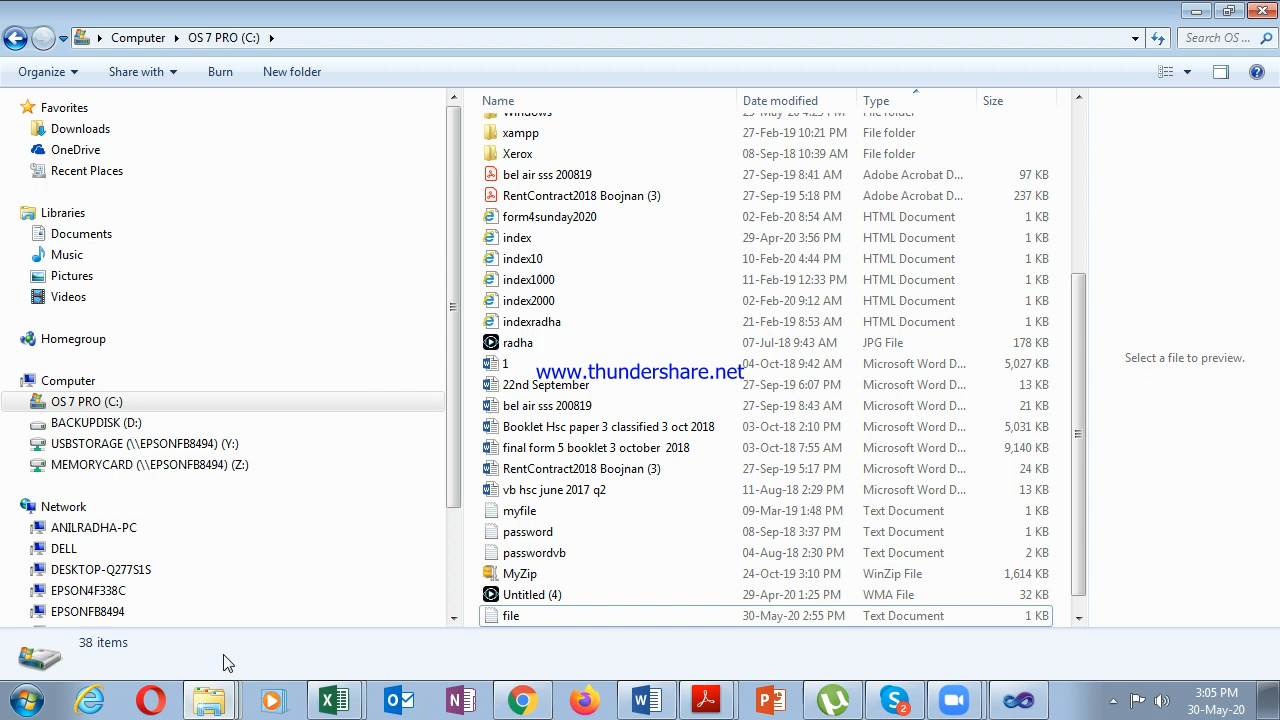 Computer OS 7 PRO (C:) Search OS ...
Organize Share with Burn New folder
Favorites
Downloads
OneDrive
Recent Places
Libraries
Documents
Music
Pictures
Videos
Homegroup
Computer
OS 7 PRO (C:)
BACKUPDISK (D:)
USBSTORAGE (\\EPSONFB8494) (Y:)
MEMORYCARD (\\EPSONFB8494) (Z:)
Network
ANILRADHA-PC
DELL
DESKTOP-Q277S1S
EPSON4F338C
EPSONFB8494
Name Date modified Type Size
Windows 29-May-20 4:25 PM File folder
xampp 27-Feb-19 10:21 PM File folder
Xerox 08-Sep-18 10:39 AM File folder
bel air sss 200819 27-Sep-19 8:41 AM Adobe Acrobat D... 97 KB
RentContract2018 Boojnan (3) 27-Sep-19 5:18 PM Adobe Acrobat D... 237 KB
form4sunday2020 02-Feb-20 8:54 AM HTML Document 1 KB
index 29-Apr-20 3:56 PM HTML Document 1 KB
index10 10-Feb-20 4:44 PM HTML Document 1 KB
index1000 11-Feb-19 12:33 PM HTML Document 1 KB
index2000 02-Feb-20 9:12 AM HTML Document 1 KB
indexradha 21-Feb-19 8:53 AM HTML Document 1 KB
radha 07-Jul-18 9:43 AM JPG File 178 KB
1 04-Oct-18 9:42 AM Microsoft Word D... 5,027 KB
www.thundershare.net
22nd September 27-Sep-19 6:07 PM Microsoft Word D... 13 KB
bel air sss 200819 27-Sep-19 8:43 AM Microsoft Word D... 21 KB
Booklet Hsc paper 3 classified 3 oct 2018 03-Oct-18 2:10 PM Microsoft Word D... 5,031 KB
final form 5 booklet 3 october 2018 03-Oct-18 7:55 AM Microsoft Word D... 9,140 KB
RentContract2018 Boojnan (3) 27-Sep-19 5:17 PM Microsoft Word D... 24 KB
vb hsc june 2017 q2 11-Aug-18 2:29 PM Microsoft Word D... 13 KB
myfile 09-Mar-19 1:48 PM Text Document 1 KB
password 08-Sep-18 3:37 PM Text Document 1 KB
passwordvb 04-Aug-18 2:30 PM Text Document 2 KB
MyZip 24-Oct-19 3:10 PM WinZip File 1,614 KB
Untitled (4) 29-Apr-20 1:25 PM WMA File 32 KB
file 30-May-20 2:55 PM Text Document 1 KB
Select a file to preview.
38 items
2
3:05 PM
30-May-20